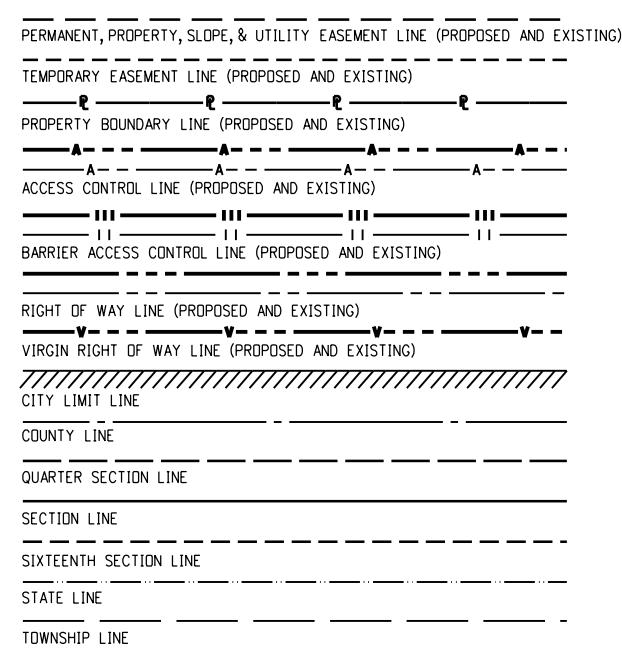 PERMANENT, PROPERTY, SLOPE, & UTILITY EASEMENT LINE (PROPOSED AND EXISTING)
TEMPORARY EASEMENT LINE (PROPOSED AND EXISTING)
℄ ℄ ℄ ℄
PROPERTY BOUNDARY LINE (PROPOSED AND EXISTING)
A A A A
A A A A
ACCESS CONTROL LINE (PROPOSED AND EXISTING)
BARRIER ACCESS CONTROL LINE (PROPOSED AND EXISTING)
RIGHT OF WAY LINE (PROPOSED AND EXISTING)
V V V V
VIRGIN RIGHT OF WAY LINE (PROPOSED AND EXISTING)
CITY LIMIT LINE
COUNTY LINE
QUARTER SECTION LINE
SECTION LINE
SIXTEENTH SECTION LINE
STATE LINE
TOWNSHIP LINE